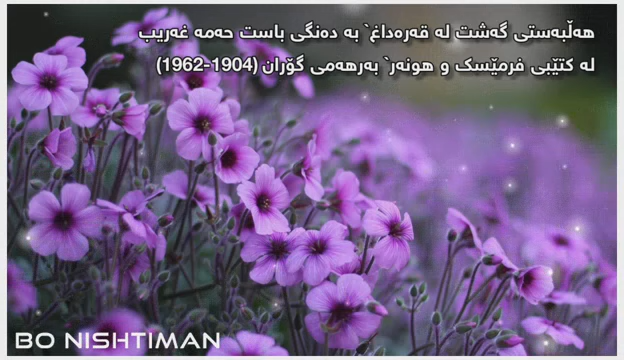 هەڵبەستی گەشت لە قەرەداغ` بە دەنگی باست حەمە غەریب
لە کتێبی فرمێسک و هونەر` بەرهەمی گۆران (1904-1962)
BO NISHTIMAN